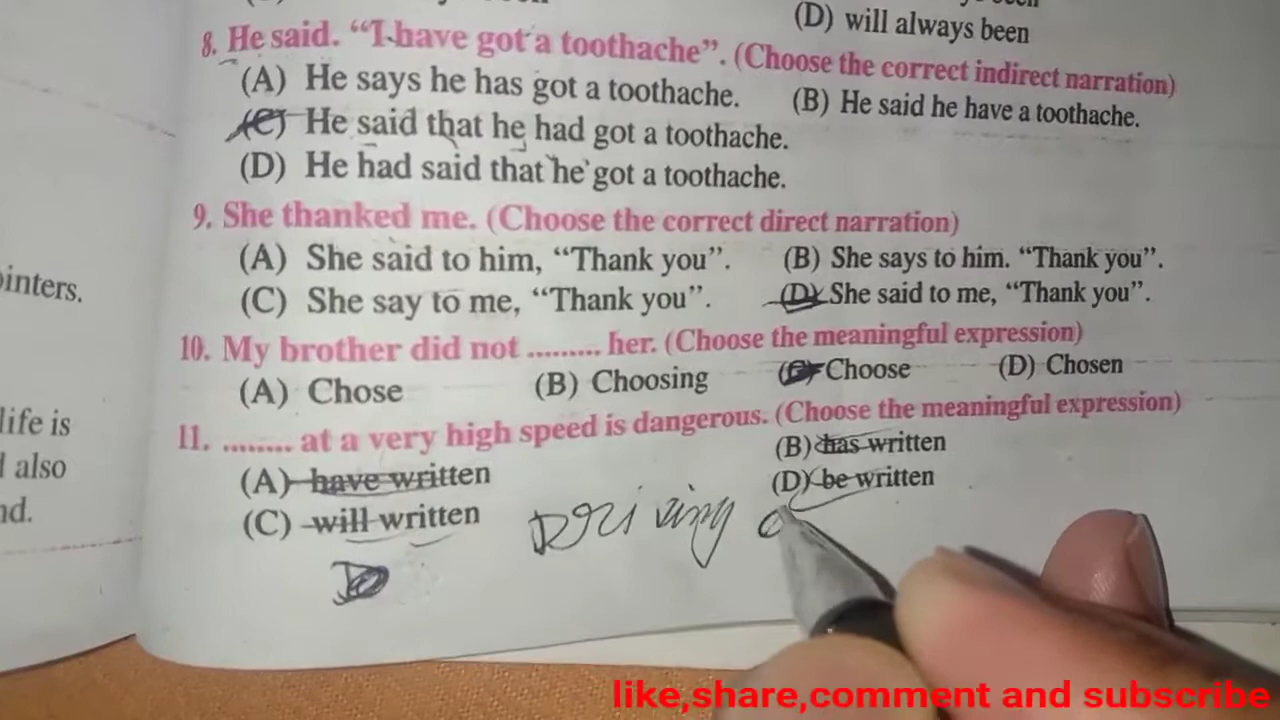 (D) will always been
8. He said. “I have got a toothache”. (Choose the correct indirect narration)
(A) He says he has got a toothache. (B) He said he have a toothache.
(C) He said that he had got a toothache.
(D) He had said that he got a toothache.
9. She thanked me. (Choose the correct direct narration)
(A) She said to him, “Thank you”. (B) She says to him. “Thank you”.
(C) She say to me, “Thank you”. (D) She said to me, “Thank you”.
10. My brother did not ......... her. (Choose the meaningful expression)
(A) Chose (B) Choosing (C) Choose (D) Chosen
11. ........ at a very high speed is dangerous. (Choose the meaningful expression)
(A) have written (B) has written
(C) will written (D) be written
Driving
ointers.
life is
also
nd.
like,share,comment and subscribe